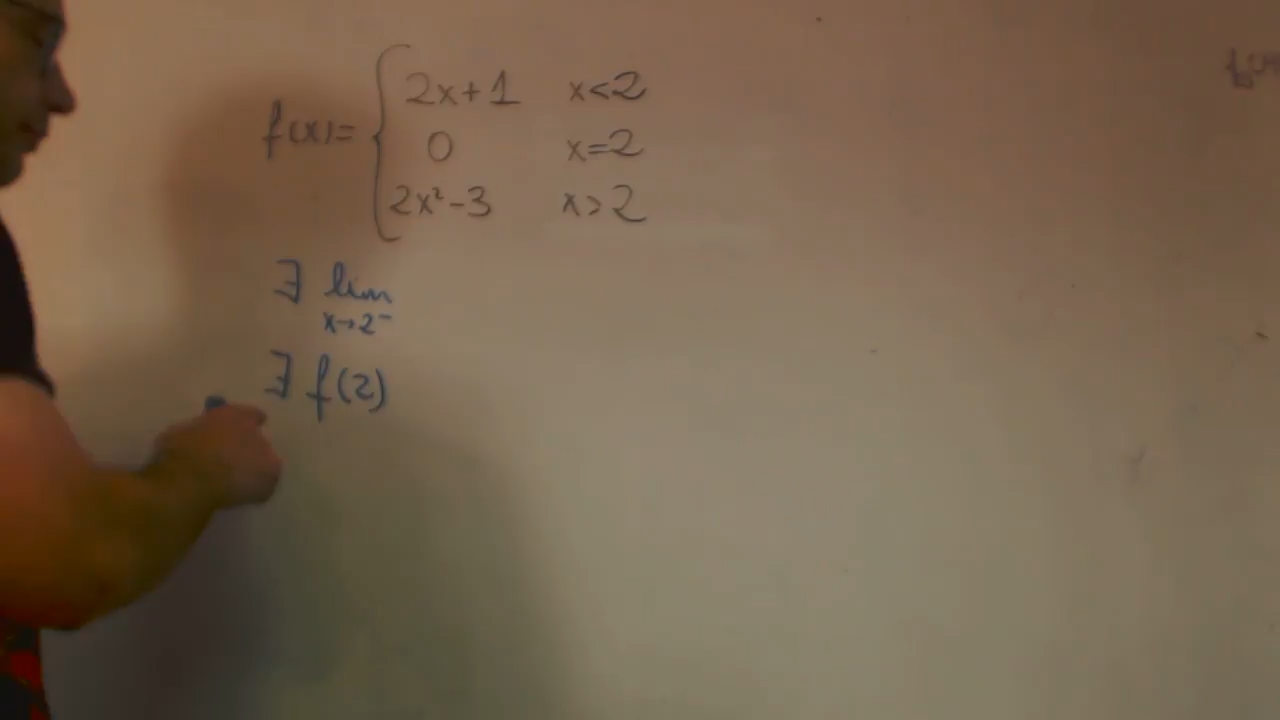 f(x)= { 2x+1 x<2
0 x=2
2x²-3 x>2
∃ lim
x→2⁻
∃ f(2)